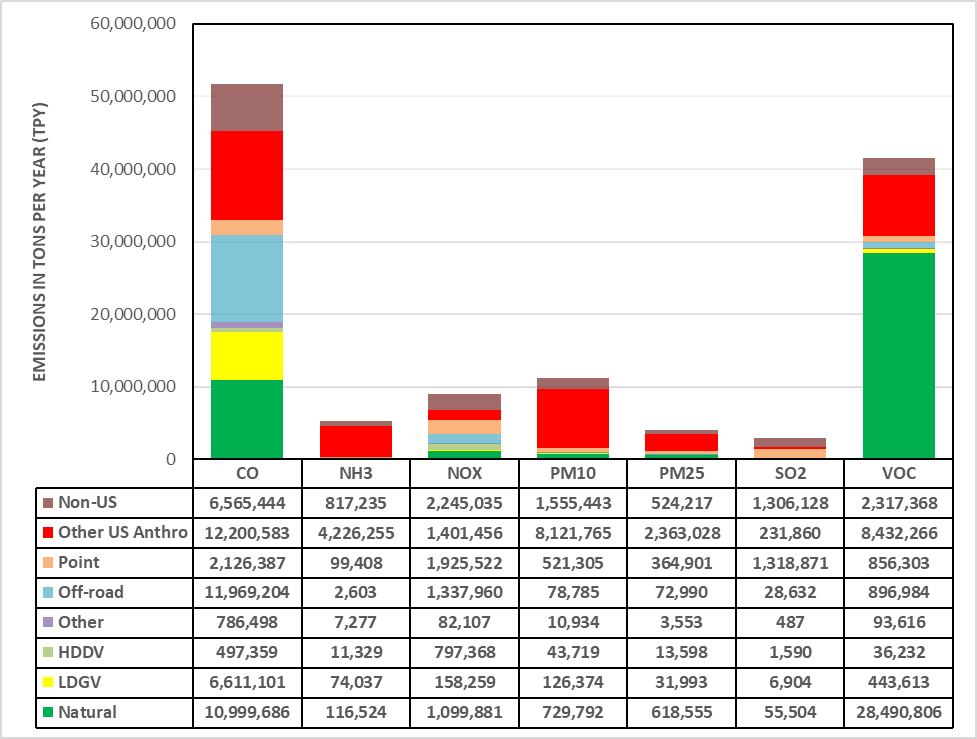 60,000,000
50,000,000
40,000,000
30,000,000
20,000,000
10,000,000
0
EMISSIONS IN TONS PER YEAR (TPY)
CO NH3 NOX PM10 PM25 SO2 VOC
Non-US 6,565,444 817,235 2,245,035 1,555,443 524,217 1,306,128 2,317,368
Other US Anthro 12,200,583 4,226,255 1,401,456 8,121,765 2,363,028 231,860 8,432,266
Point 2,126,387 99,408 1,925,522 521,305 364,901 1,318,871 856,303
Off-road 11,969,204 2,603 1,337,960 78,785 72,990 28,632 896,984
Other 786,498 7,277 82,107 10,934 3,553 487 93,616
HDDV 497,359 11,329 797,368 43,719 13,598 1,590 36,232
LDGV 6,611,101 74,037 158,259 126,374 31,993 6,904 443,613
Natural 10,999,686 116,524 1,099,881 729,792 618,555 55,504 28,490,806